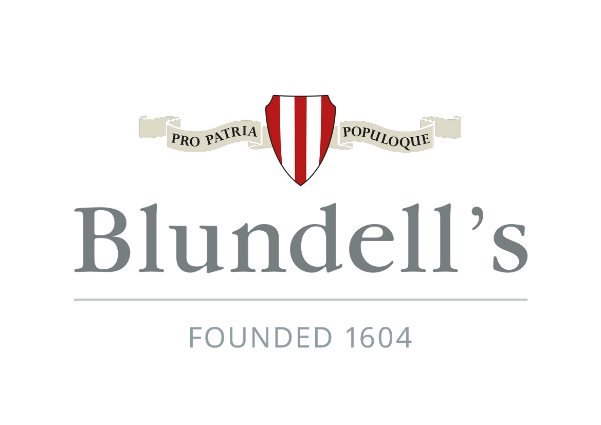 PRO PATRIA POPULOQUE
Blundell's
FOUNDED 1604